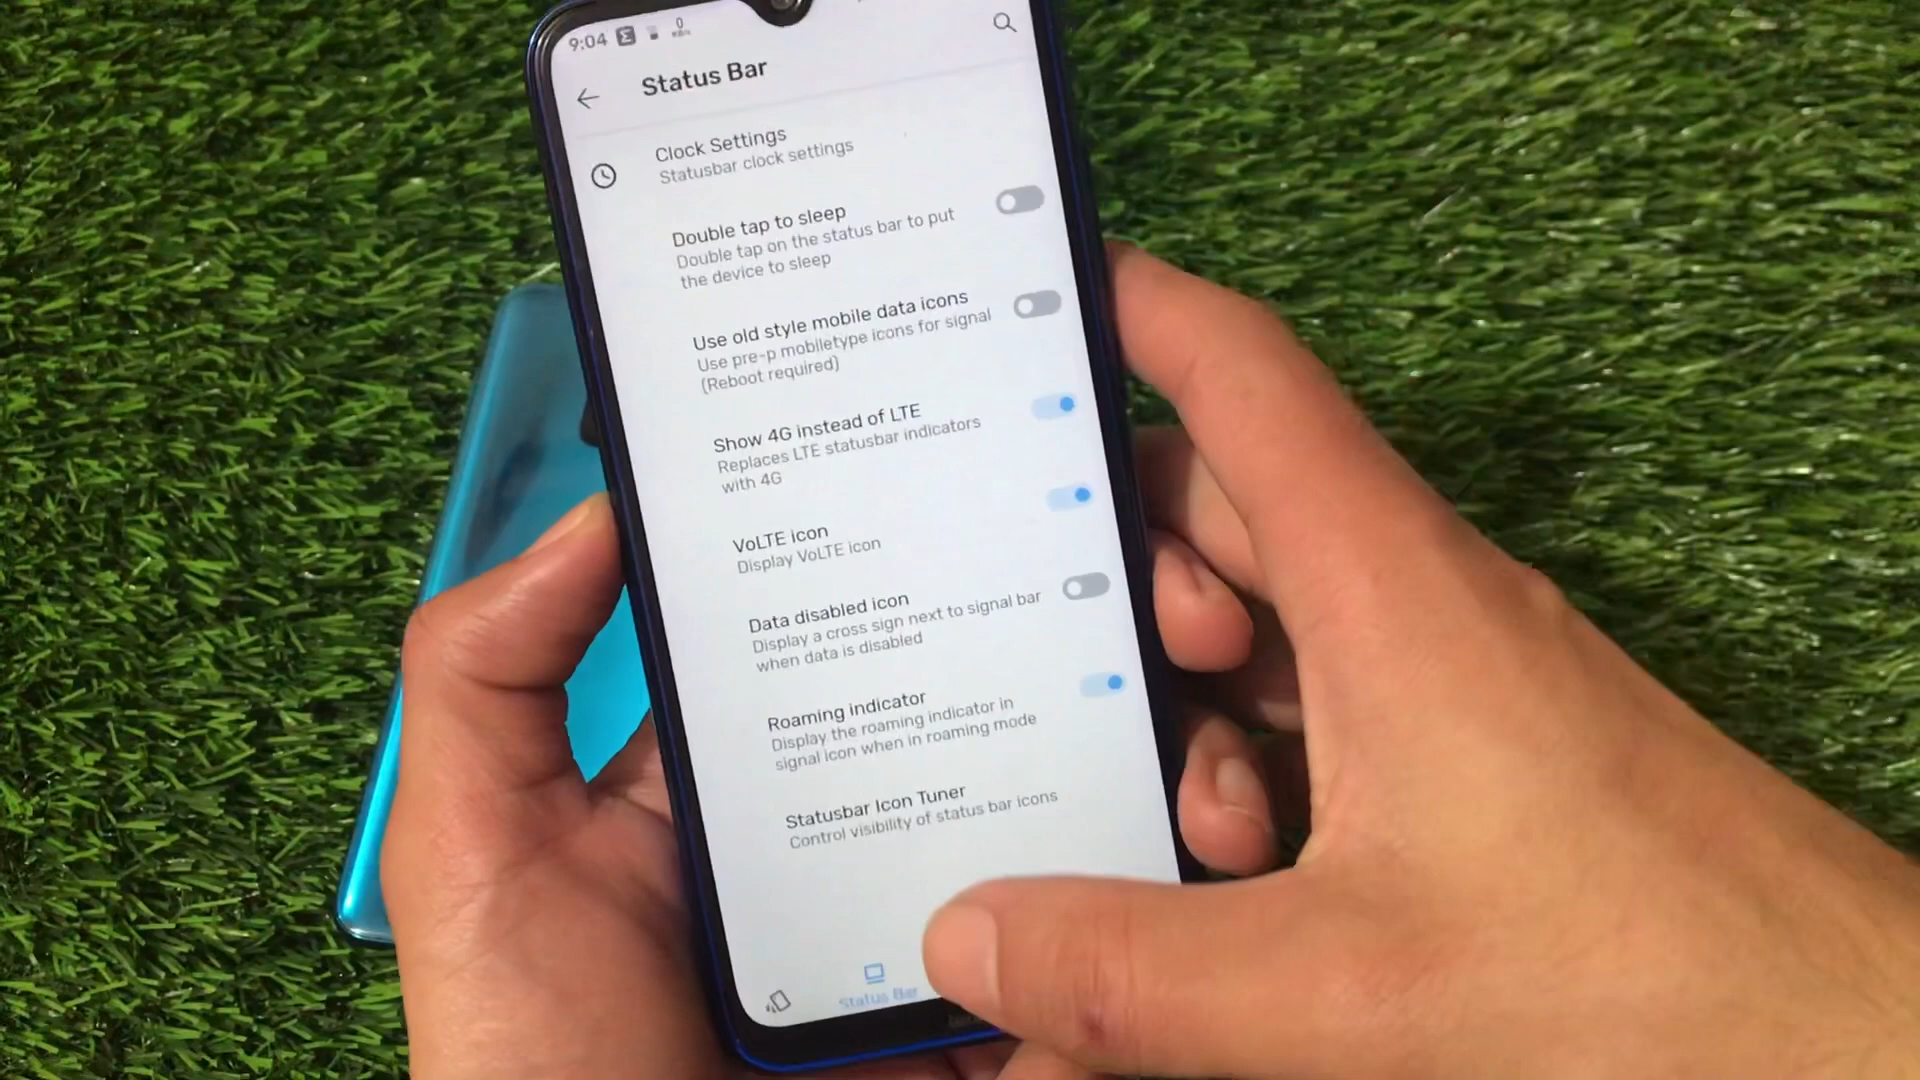 9:04
0
KB/s
Status Bar
Clock Settings
Statusbar clock settings
Double tap to sleep
Double tap on the status bar to put
the device to sleep
Use old style mobile data icons
Use pre-p mobiletype icons for signal
(Reboot required)
Show 4G instead of LTE
Replaces LTE statusbar indicators
with 4G
VoLTE icon
Display VoLTE icon
Data disabled icon
Display a cross sign next to signal bar
when data is disabled
Roaming indicator
Display the roaming indicator in
signal icon when in roaming mode
Statusbar Icon Tuner
Control visibility of status bar icons
Status Bar